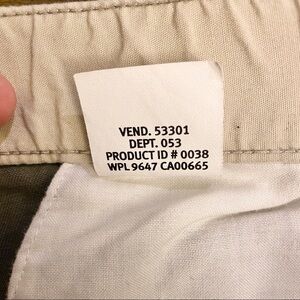 VEND. 53301
DEPT. 053
PRODUCT ID # 0038
WPL 9647 CA00665